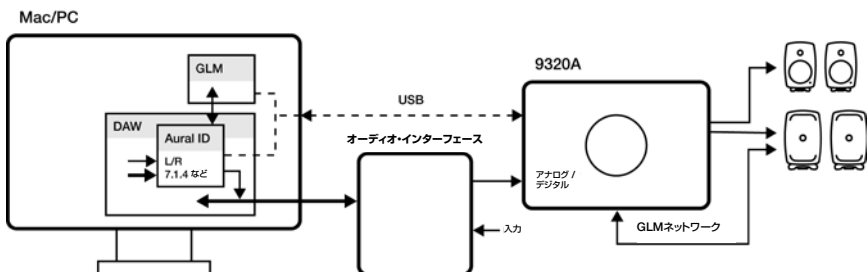 Mac/PC
GLM
DAW
Aural ID
L/R
7.1.4 など
USB
オーディオ・インターフェース
入力
9320A
アナログ /
デジタル
GLMネットワーク